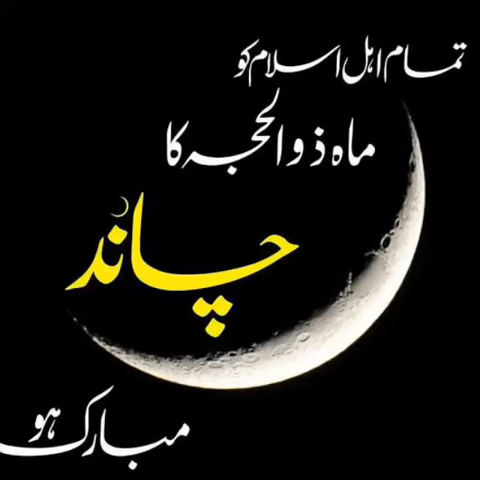 تمام اہل اسلام کو
ماہ ذوالحجہ کا
چاند
مبارک ہو